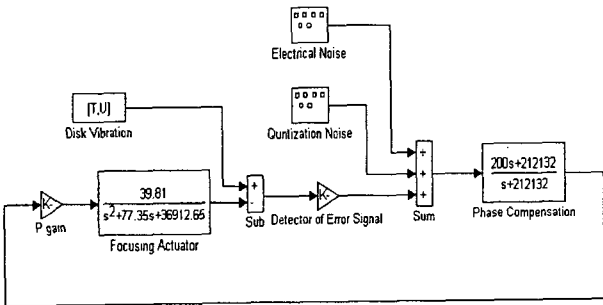 Electrical Noise
[T,U]
Disk Vibration
Quntization Noise
39.81
s²+77.35s+36912.65
Focusing Actuator
K-
P gain
+
-
Sub
K-
Detector of Error Signal
+
+
+
Sum
200s+212132
s+212132
Phase Compensation